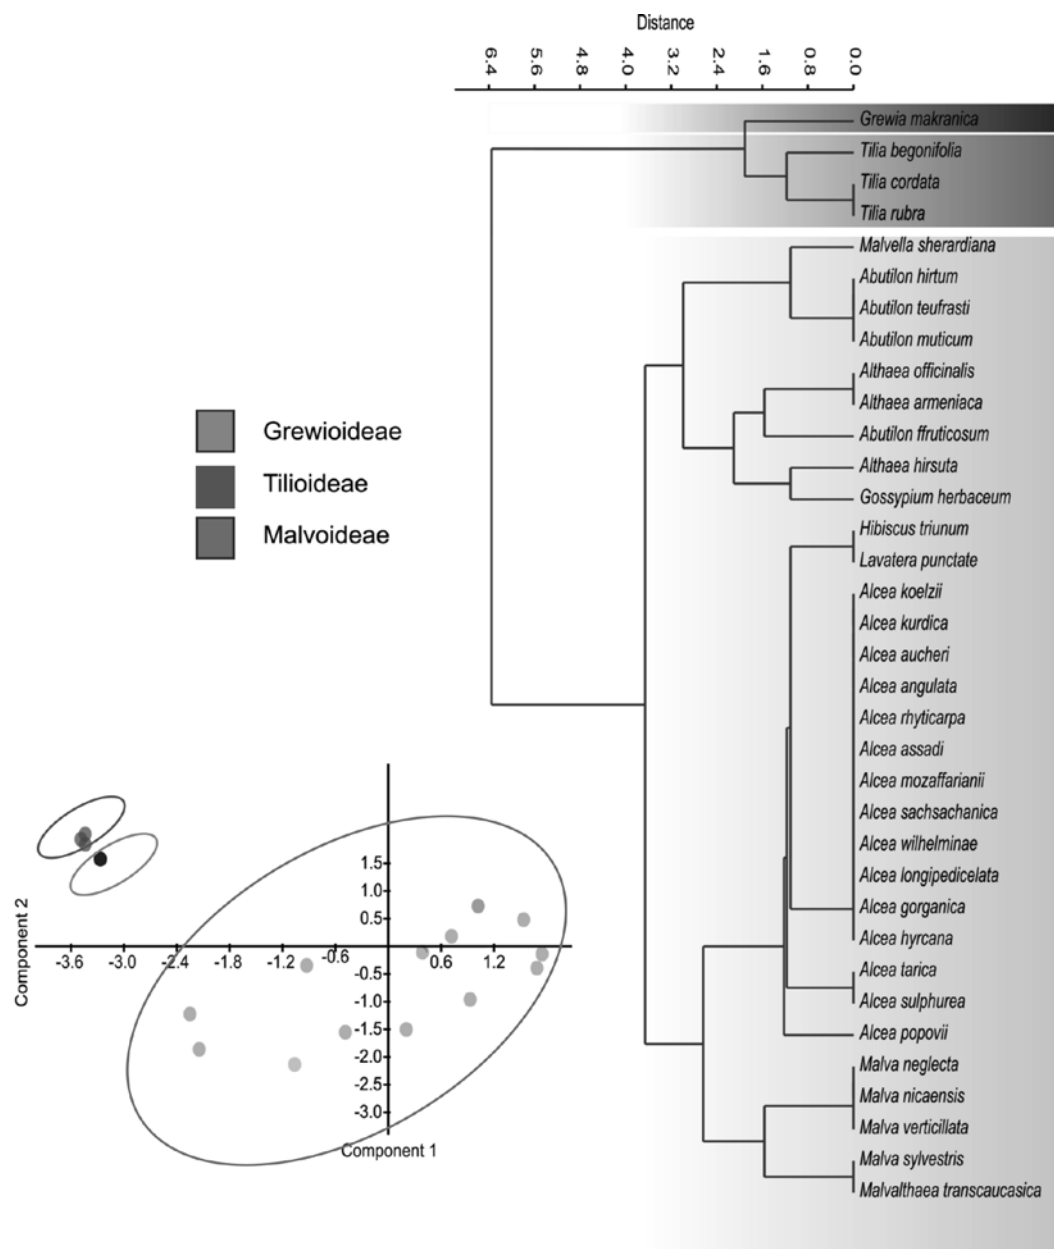 Distance
6.4 5.6 4.8 4.0 3.2 2.4 1.6 0.8 0.0
Grewia makranica
Tilia begonifolia
Tilia cordata
Tilia rubra
Malvella sherardiana
Abutilon hirtum
Abutilon teufrasti
Abutilon muticum
Althaea officinalis
Althaea armeniaca
Abutilon ffruticosum
Althaea hirsuta
Gossypium herbaceum
Hibiscus triunum
Lavatera punctate
Alcea koelzii
Alcea kurdica
Alcea aucheri
Alcea angulata
Alcea rhyticarpa
Alcea assadi
Alcea mozaffarianii
Alcea sachsachanica
Alcea wilhelminae
Alcea longipedicelata
Alcea gorganica
Alcea hyrcana
Alcea tarica
Alcea sulphurea
Alcea popovii
Malva neglecta
Malva nicaensis
Malva verticillata
Malva sylvestris
Malvalthaea transcaucasica
Grewioideae
Tilioideae
Malvoideae
Component 2
1.5
1.0
0.5
-3.6 -3.0 -2.4 -1.8 -1.2 -0.6 0.6 1.2
-0.5
-1.0
-1.5
-2.0
-2.5
-3.0
Component 1